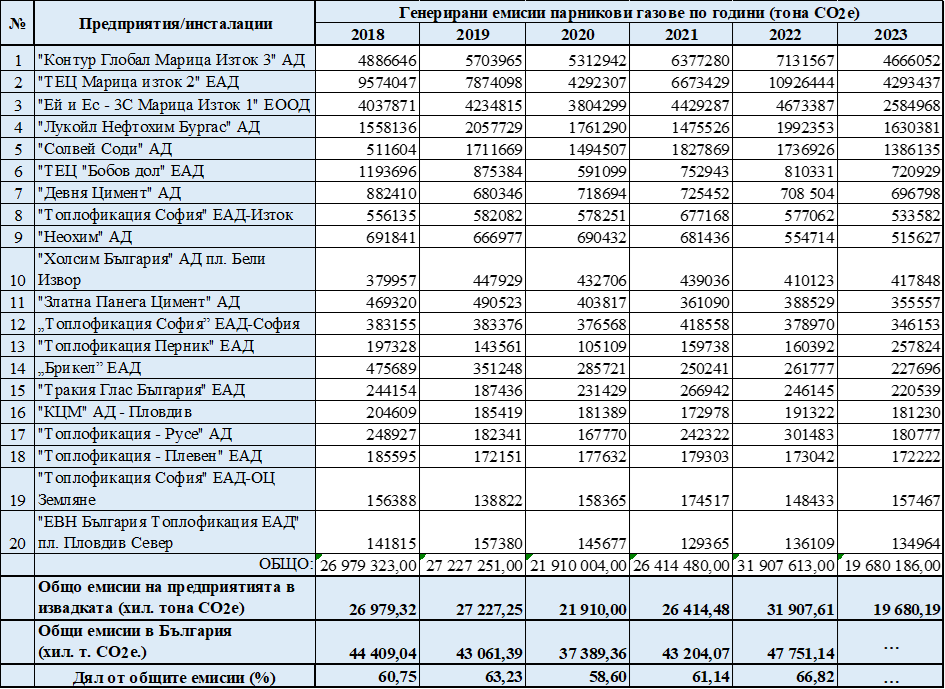 № Предприятия/инсталации Генерирани емисии парникови газове по години (тона CO2e)
2018 2019 2020 2021 2022 2023
1 "Контур Глобал Марица Изток 3" АД 4886646 5703965 5312942 6377280 7131567 4666052
2 "ТЕЦ Марица изток 2" ЕАД 9574047 7874098 4292307 6673429 10926444 4293437
3 "Ей и Ес - 3С Марица Изток 1" ЕООД 4037871 4234815 3804299 4429287 4673387 2584968
4 "Лукойл Нефтохим Бургас" АД 1558136 2057729 1761290 1475526 1992353 1630381
5 "Солвей Соди" АД 511604 1711669 1494507 1827869 1736926 1386135
6 "ТЕЦ "Бобов дол" ЕАД 1193696 875384 591099 752943 810331 720929
7 "Девня Цимент" АД 882410 680346 718694 725452 708 504 696798
8 "Топлофикация София" ЕАД-Изток 556135 582082 578251 677168 577062 533582
9 "Неохим" АД 691841 666977 690432 681436 554714 515627
"Холсим България" АД пл. Бели
10 Извор 379957 447929 432706 439036 410123 417848
11 "Златна Панега Цимент" АД 469320 490523 403817 361090 388529 355557
12 „Топлофикация София” ЕАД-София 383155 383376 376568 418558 378970 346153
13 "Топлофикация Перник" ЕАД 197328 143561 105109 159738 160392 257824
14 „Брикел” ЕАД 475689 351248 285721 250241 261777 227696
15 "Тракия Глас България" ЕАД 244154 187436 231429 266942 246145 220539
16 "КЦМ" АД - Пловдив 204609 185419 181389 172978 191322 181230
17 "Топлофикация - Русе" АД 248927 182341 167770 242322 301483 180777
18 "Топлофикация - Плевен" ЕАД 185595 172151 177632 179303 173042 172222
"Топлофикация София" ЕАД-ОЦ
19 Земляне 156388 138822 158365 174517 148433 157467
"ЕВН България Топлофикация ЕАД"
20 пл. Пловдив Север 141815 157380 145677 129365 136109 134964
ОБЩО: 26 979 323,00 27 227 251,00 21 910 004,00 26 414 480,00 31 907 613,00 19 680 186,00
Общо емисии на предприятията в
извадката (хил. тона CO2e) 26 979,32 27 227,25 21 910,00 26 414,48 31 907,61 19 680,19
Общи емисии в България
(хил. т. CO2e.) 44 409,04 43 061,39 37 389,36 43 204,07 47 751,14 …
Дял от общите емисии (%) 60,75 63,23 58,60 61,14 66,82 …